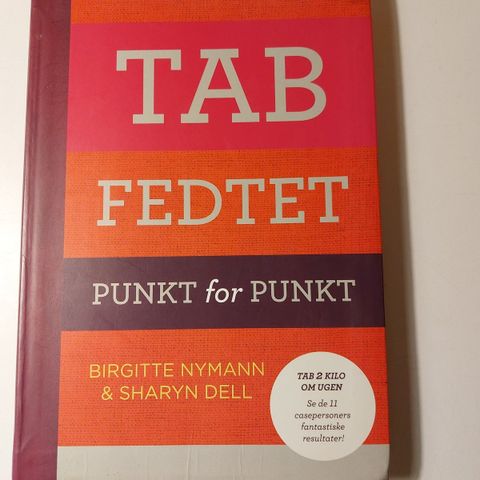 TAB
FEDTET
PUNKT for PUNKT
BIRGITTE NYMANN
& SHARYN DELL
TAB 2 KILO
OM UGEN
Se de 11
casepersoners
fantastiske
resultater!